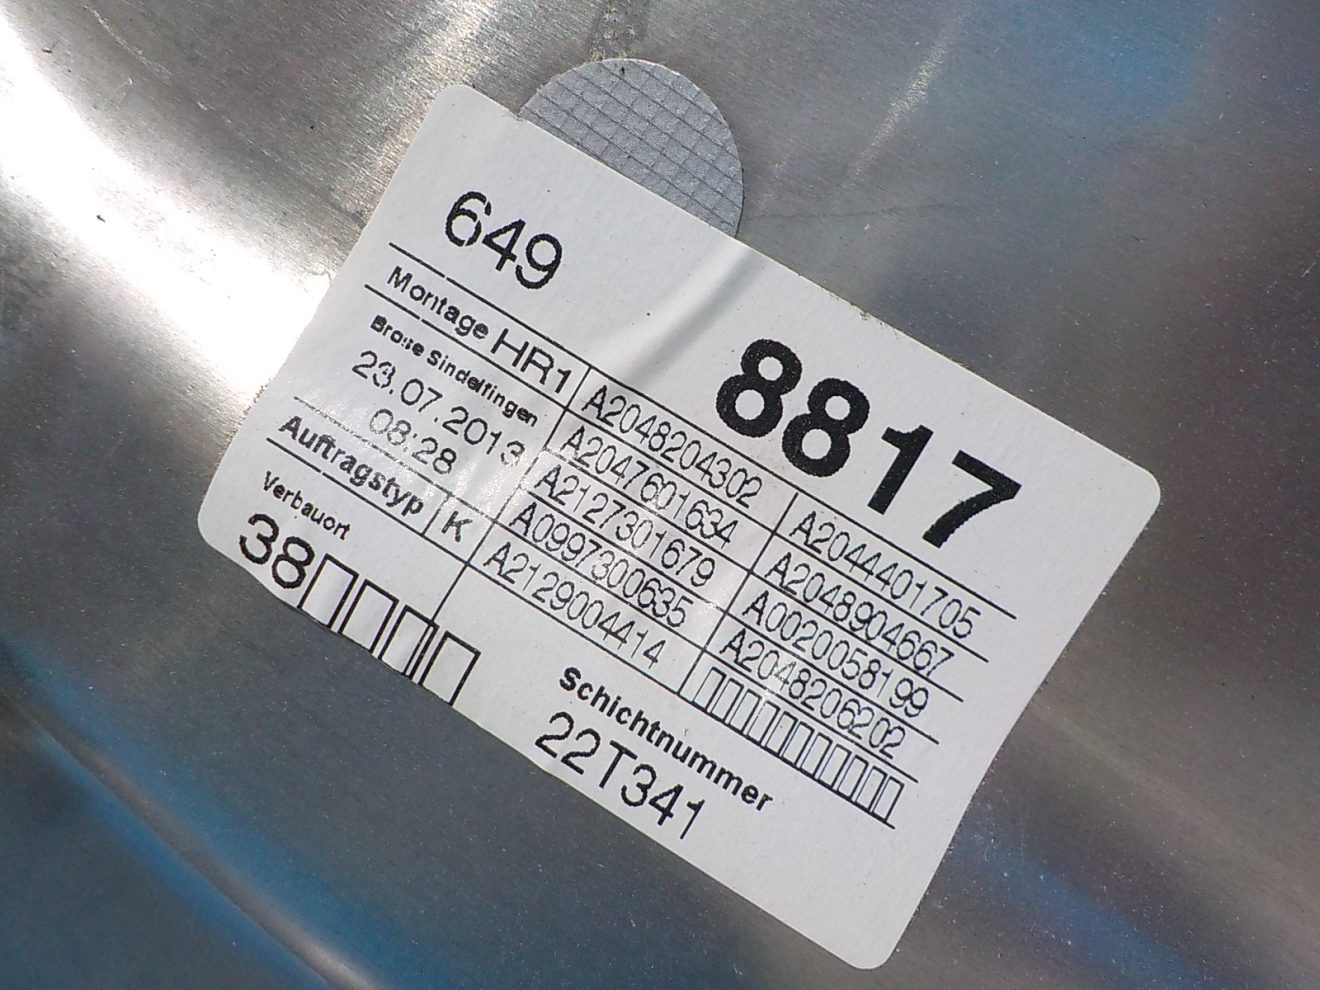 649
8817
Montage HR1
Brose Sindelfingen
23.07.2013
08:28
Auftragstyp K
Verbauort
38
A2048204302 A2044401705
A2047601634 A2048904667
A2127301679 A0020058199
A0997300635 A2048206202
A2129004414
Schichtnummer
22T341